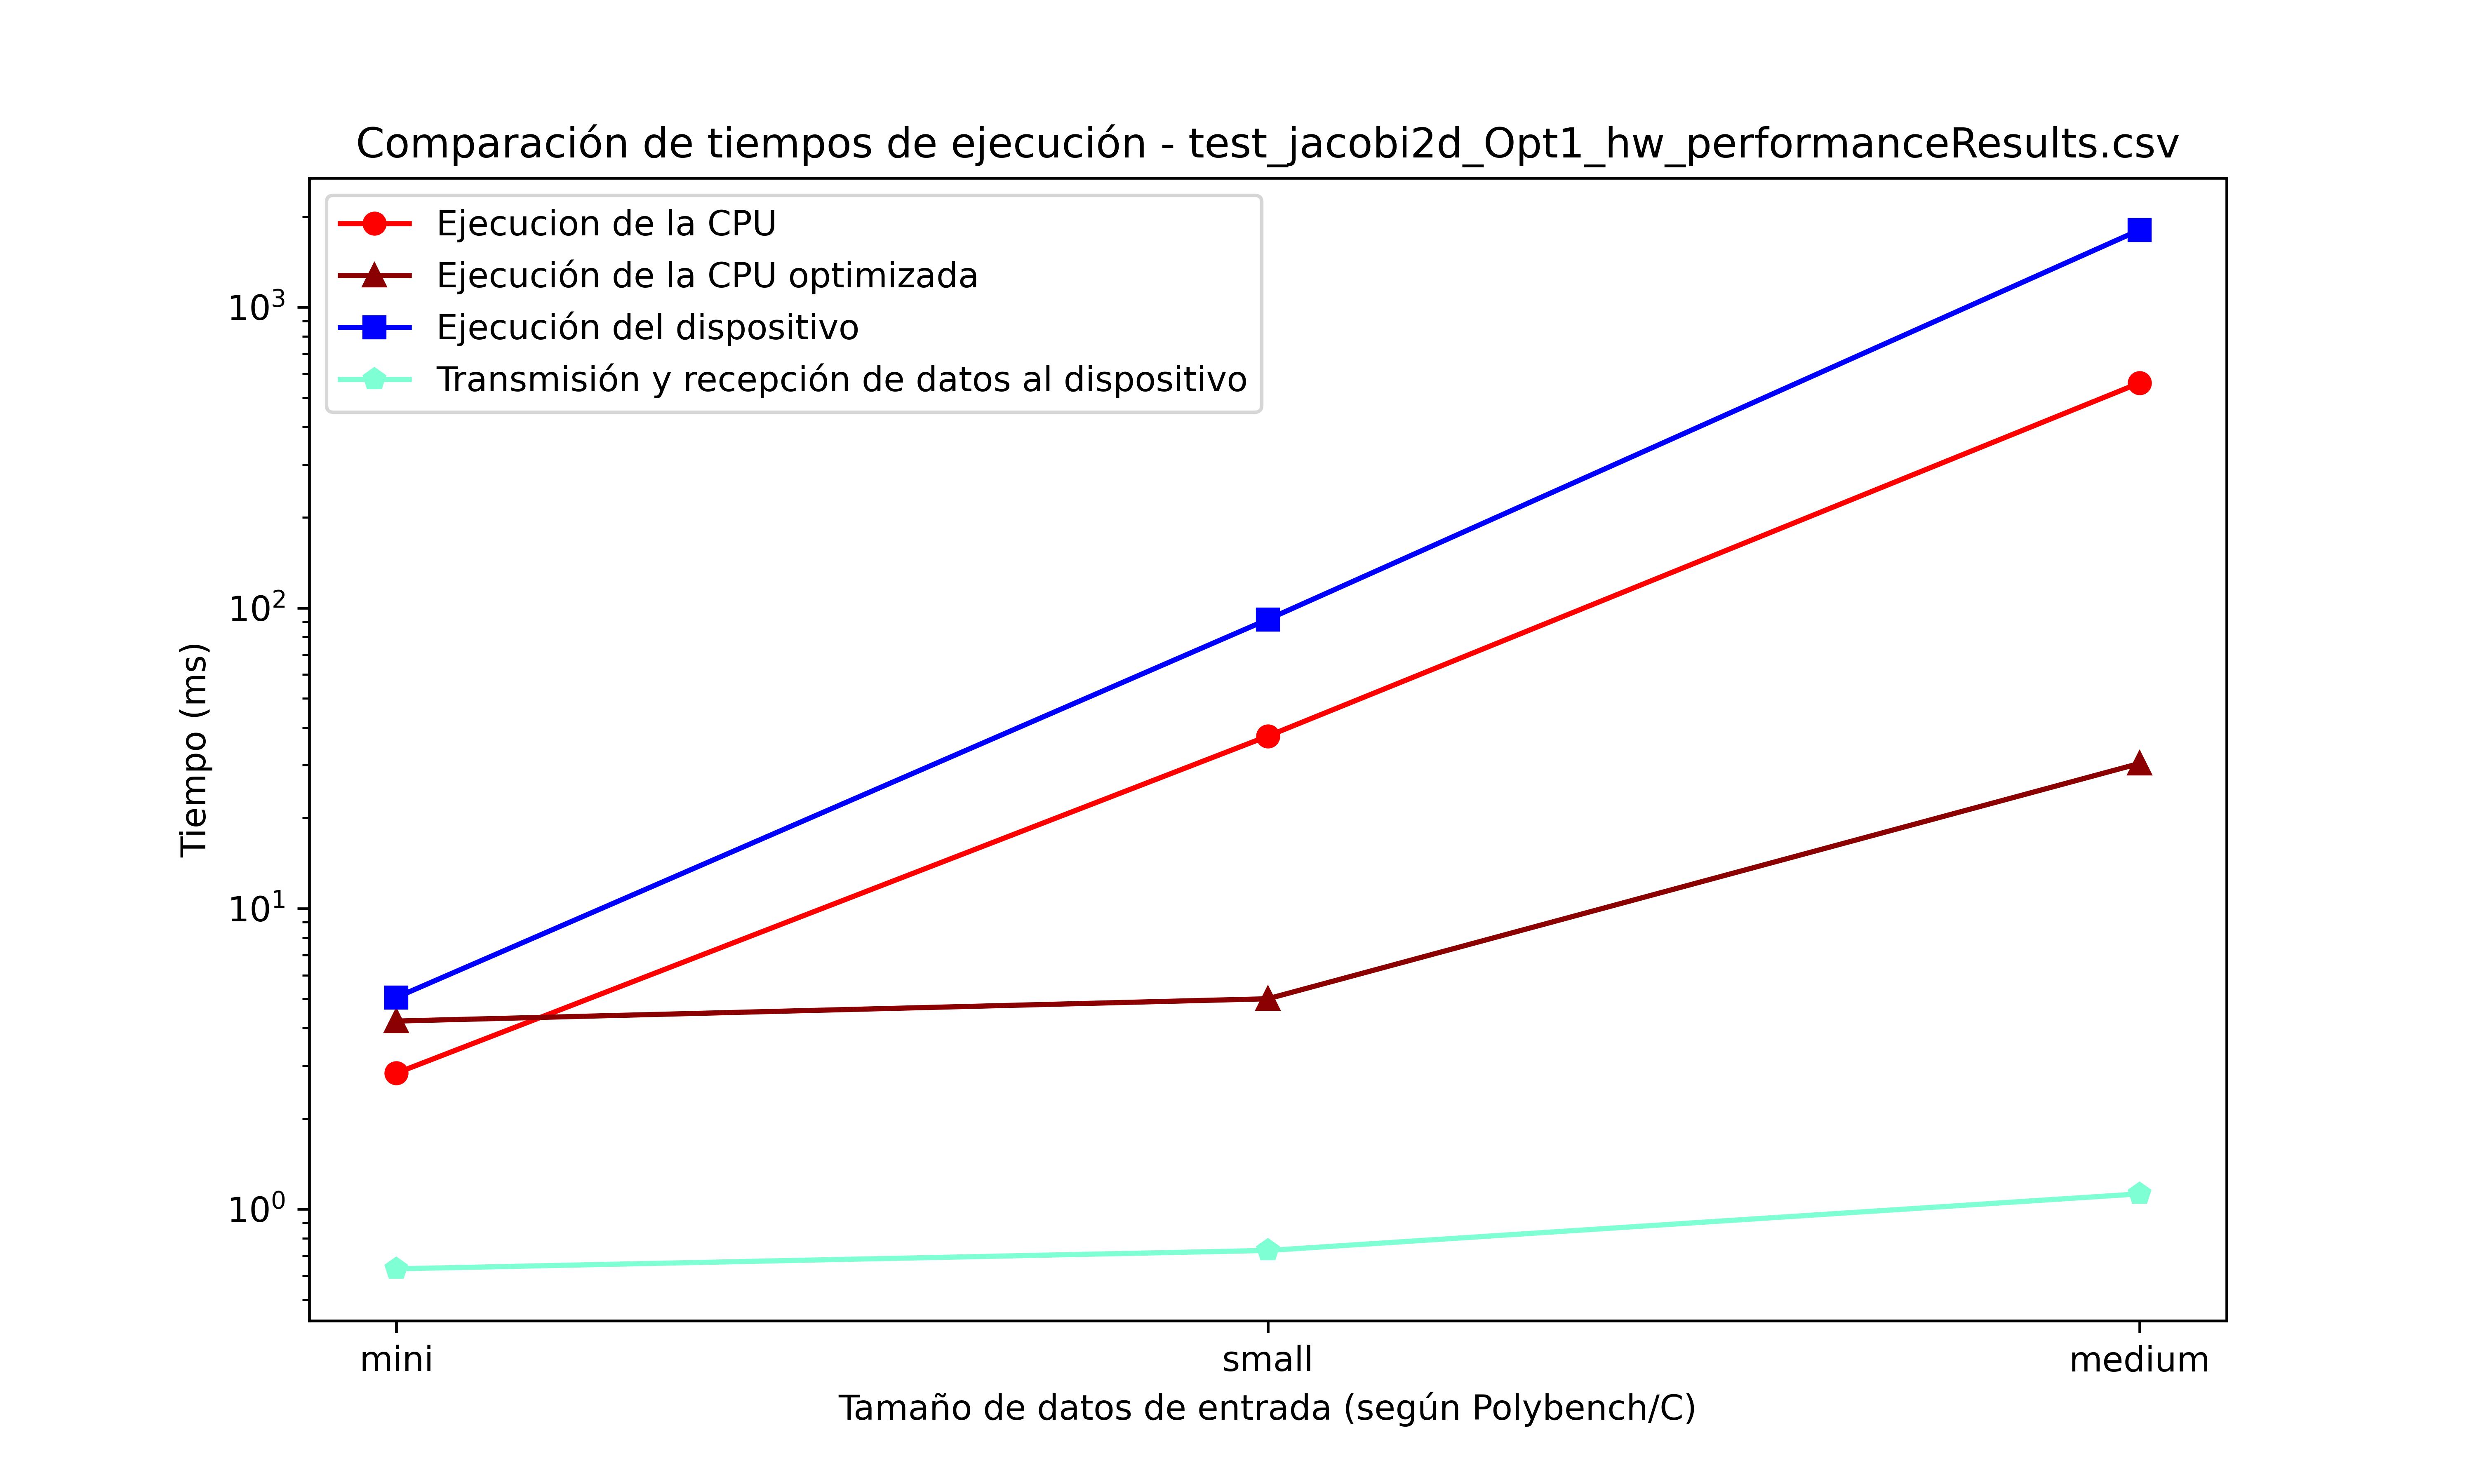 Comparación de tiempos de ejecución - test_jacobi2d_Opt1_hw_performanceResults.csv
Ejecucion de la CPU
Ejecución de la CPU optimizada
Ejecución del dispositivo
Transmisión y recepción de datos al dispositivo
10³
10²
10¹
10⁰
Tiempo (ms)
mini small medium
Tamaño de datos de entrada (según Polybench/C)